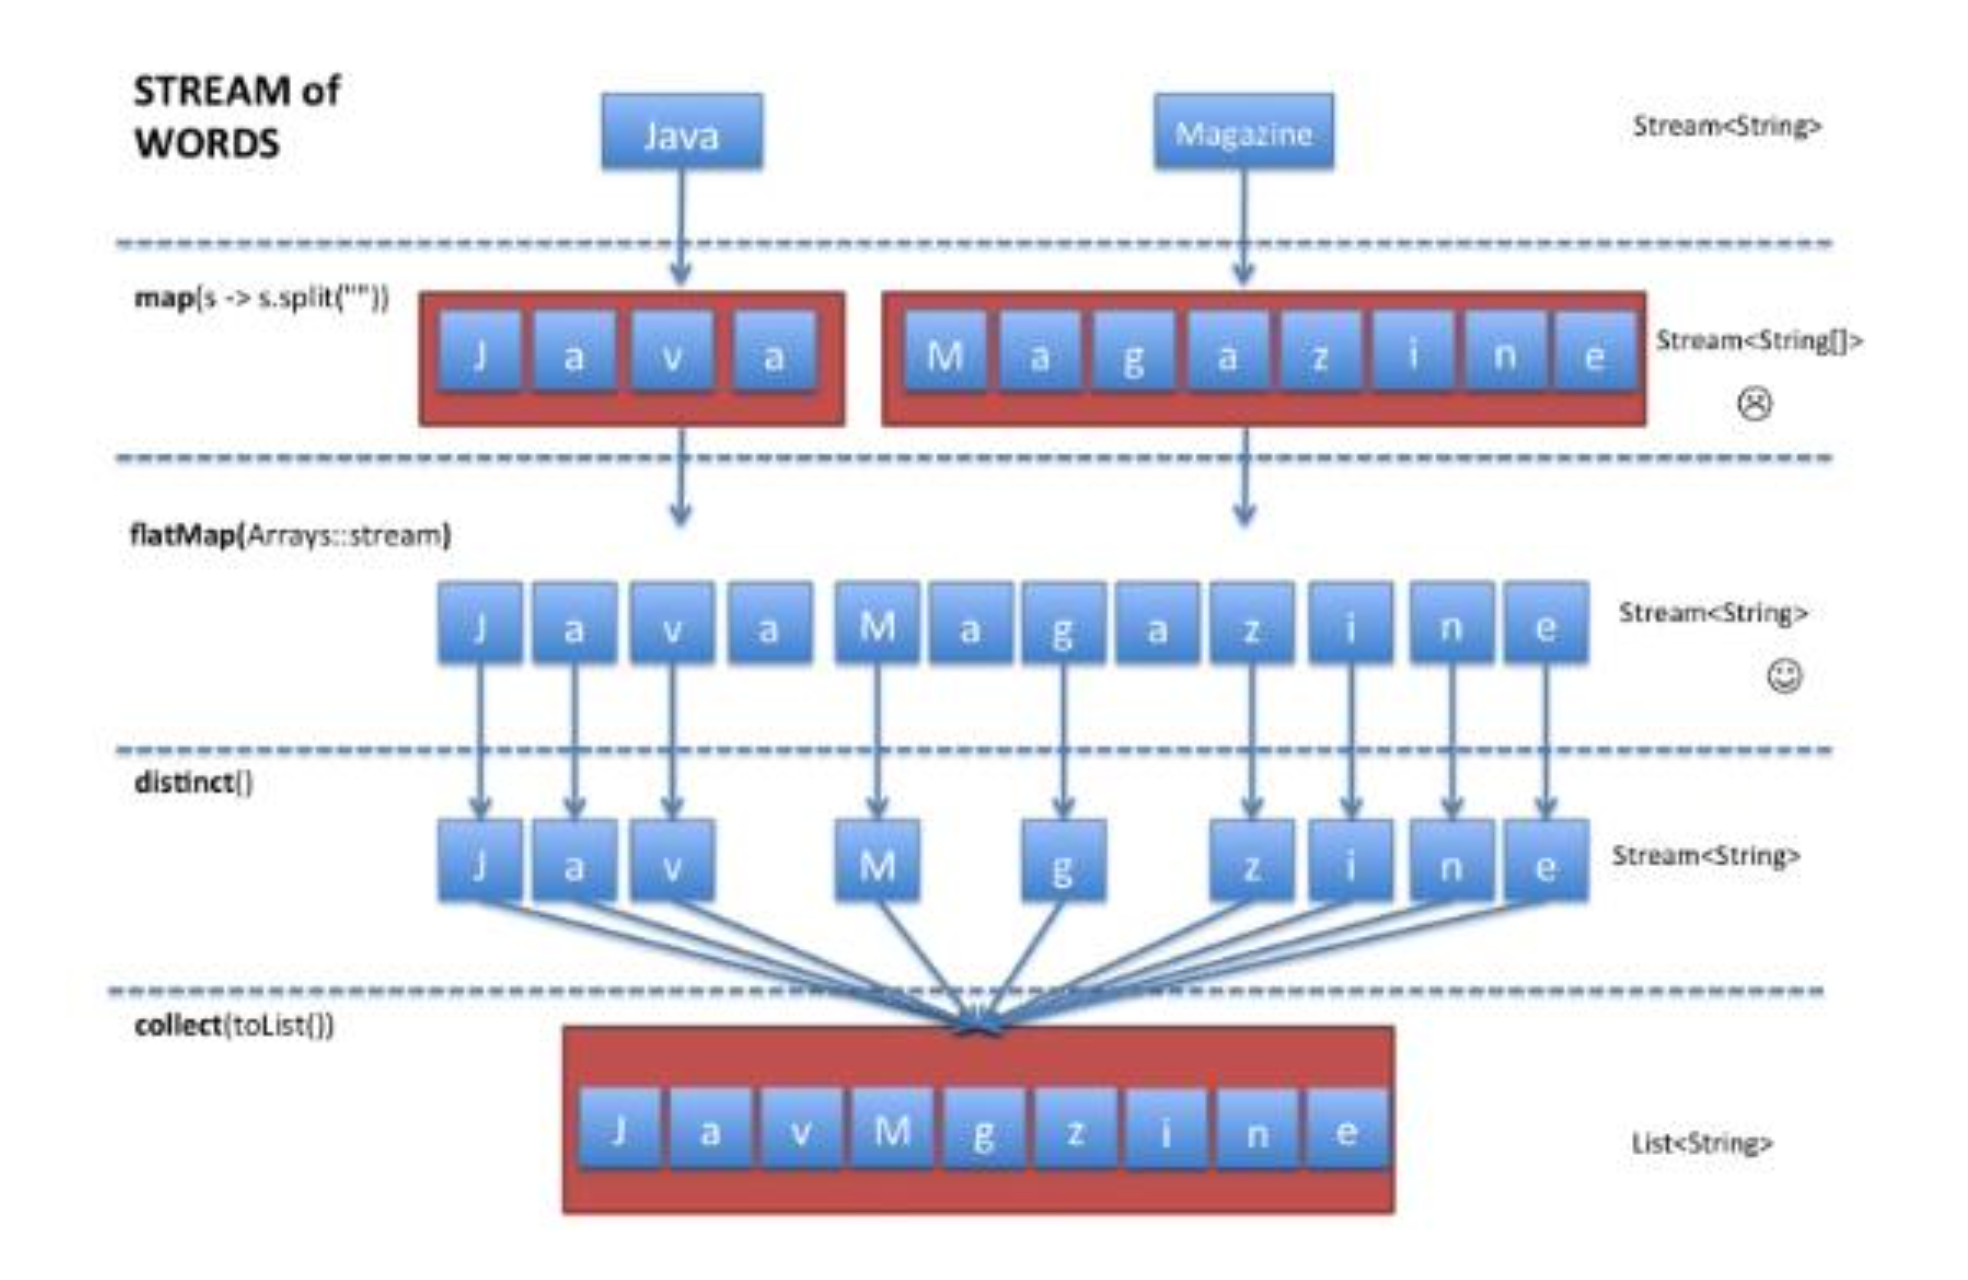 STREAM of
WORDS
Java
Magazine
Stream<String>
map(s -> s.split(""))
J a v a
M a g a z i n e
Stream<String[]>
flatMap(Arrays::stream)
J a v a M a g a z i n e
Stream<String>
distinct()
J a v M g z i n e
Stream<String>
collect(toList())
J a v M g z i n e
List<String>